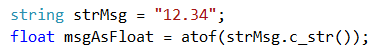 string strMsg = "12.34";
float msgAsFloat = atof(strMsg.c_str());